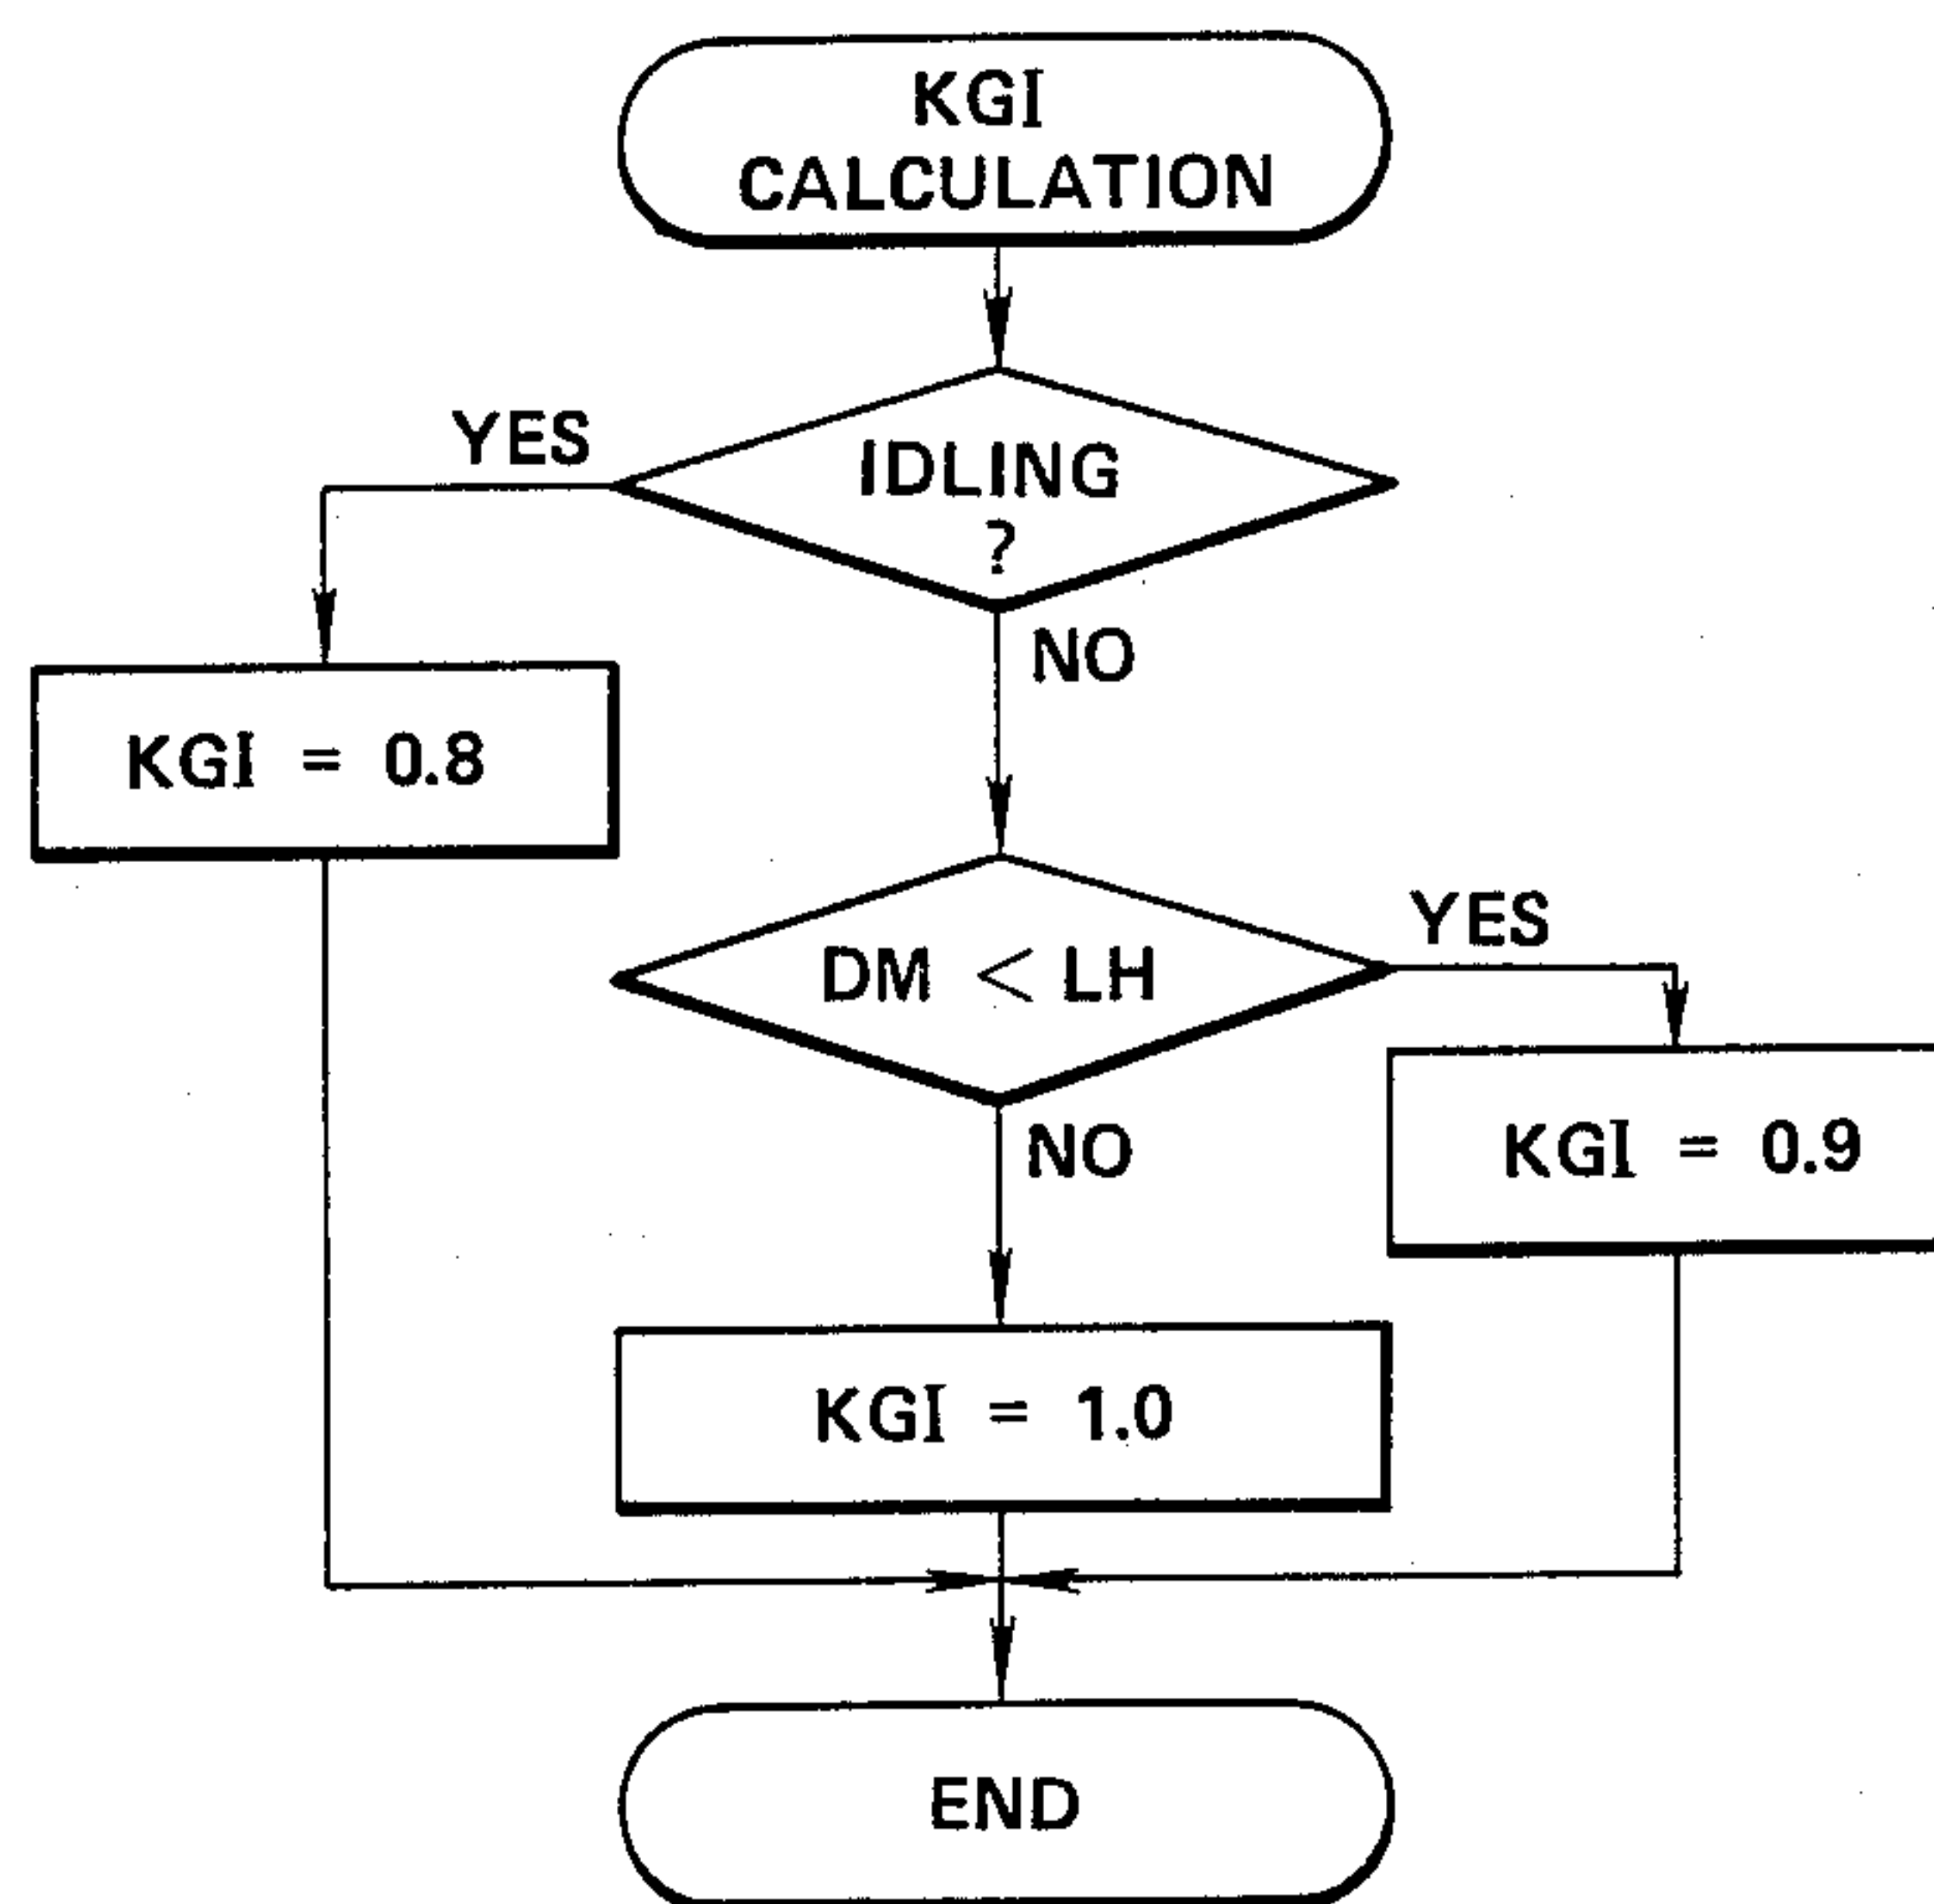 KGI
CALCULATION
YES
IDLING
?
NO
KGI = 0.8
YES
DM < LH
NO
KGI = 0.9
KGI = 1.0
END